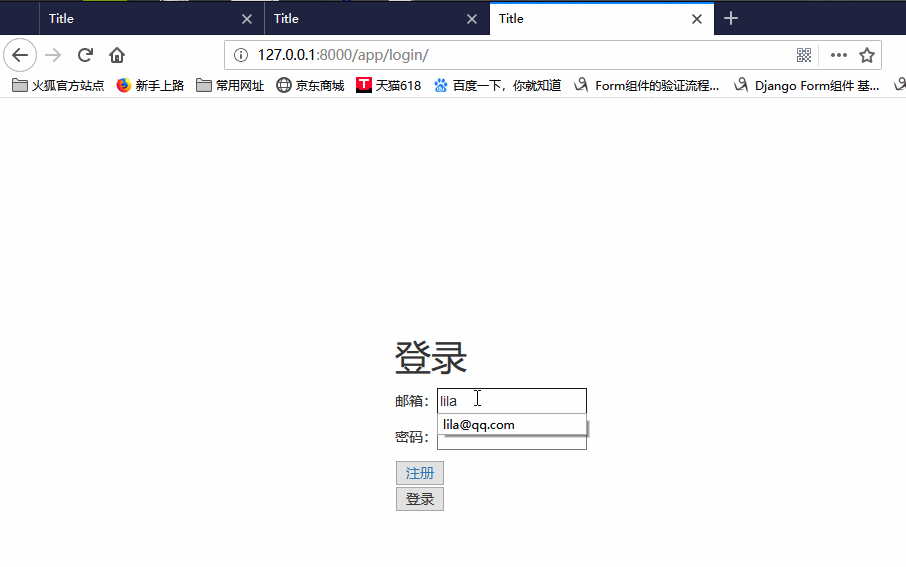 Title Title Title
127.0.0.1:8000/app/login/
火狐官方站点 新手上路 常用网址 京东商城 天猫618 百度一下，你就知道 Form组件的验证流程... Django Form组件 基...
登录
邮箱： lila
lila@qq.com
密码：
注册
登录